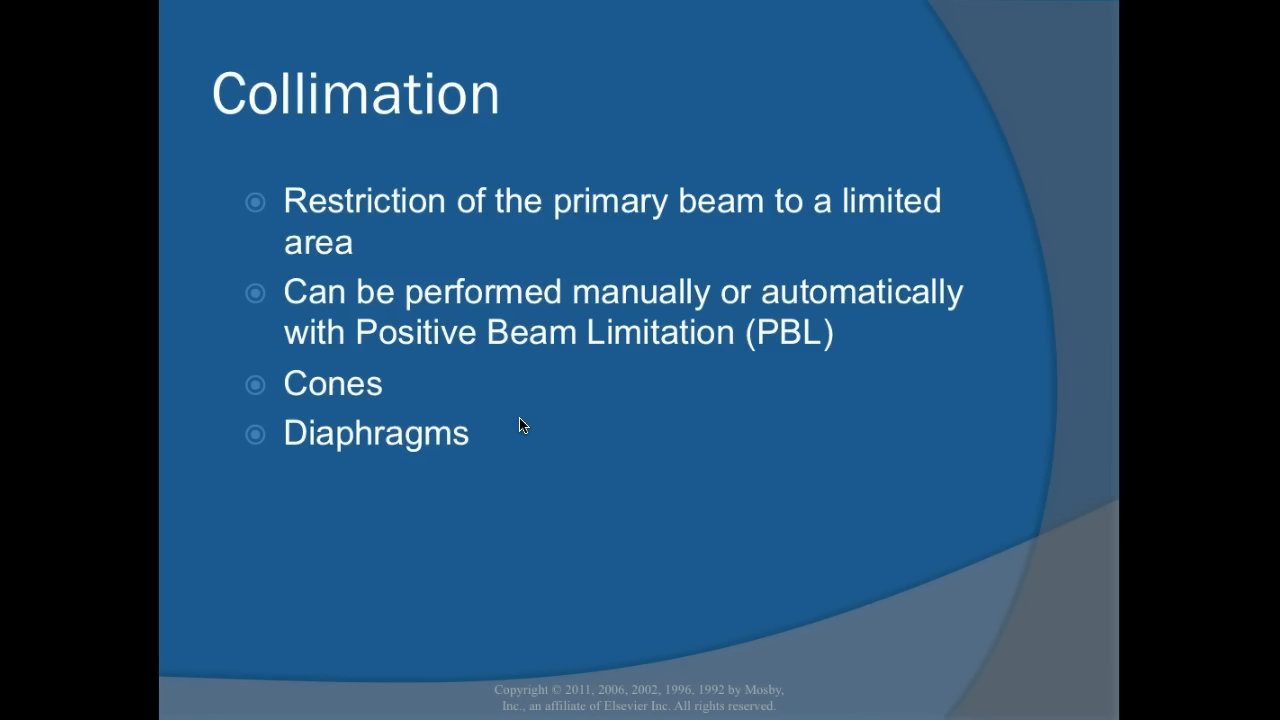 Collimation
Restriction of the primary beam to a limited
area
Can be performed manually or automatically
with Positive Beam Limitation (PBL)
Cones
Diaphragms
Copyright © 2011, 2006, 2002, 1996, 1992 by Mosby,
Inc., an affiliate of Elsevier Inc. All rights reserved.